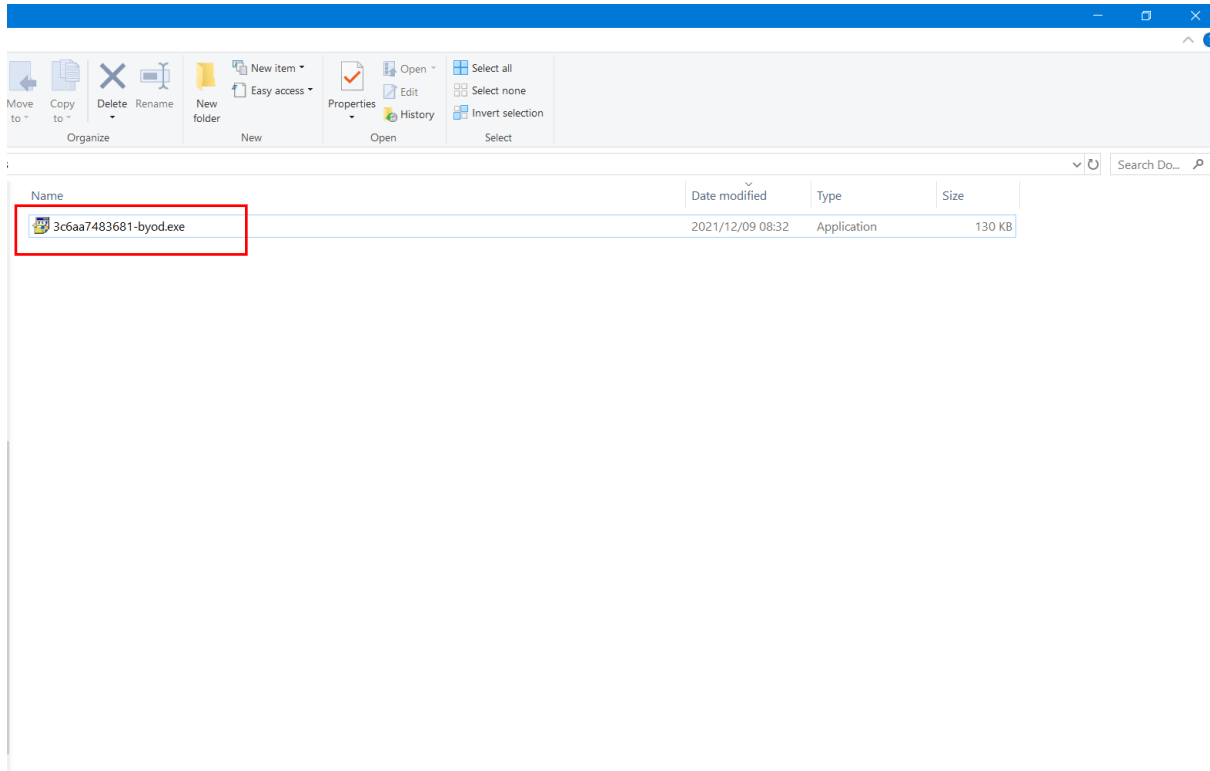 New item
Open
Select all
Easy access
Edit
Select none
Move to
Copy to
Delete
Rename
New folder
Properties
History
Invert selection
Organize
New
Open
Select
Search Do...
Name
Date modified
Type
Size
3c6aa7483681-byod.exe
2021/12/09 08:32
Application
130 KB